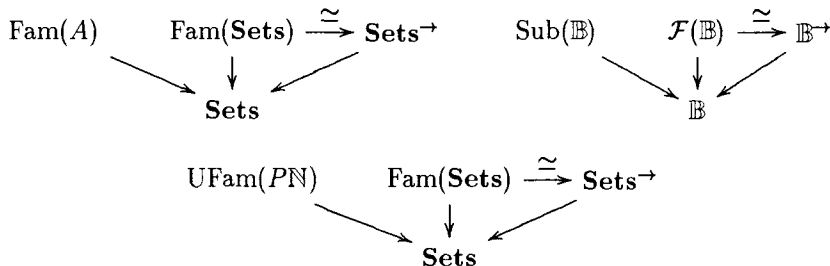 Fam(A) Fam(Sets) ≃ Sets→ Sub(𝔹) ℱ(𝔹) ≃ 𝔹→
Sets 𝔹
UFam(Pℕ) Fam(Sets) ≃ Sets→
Sets